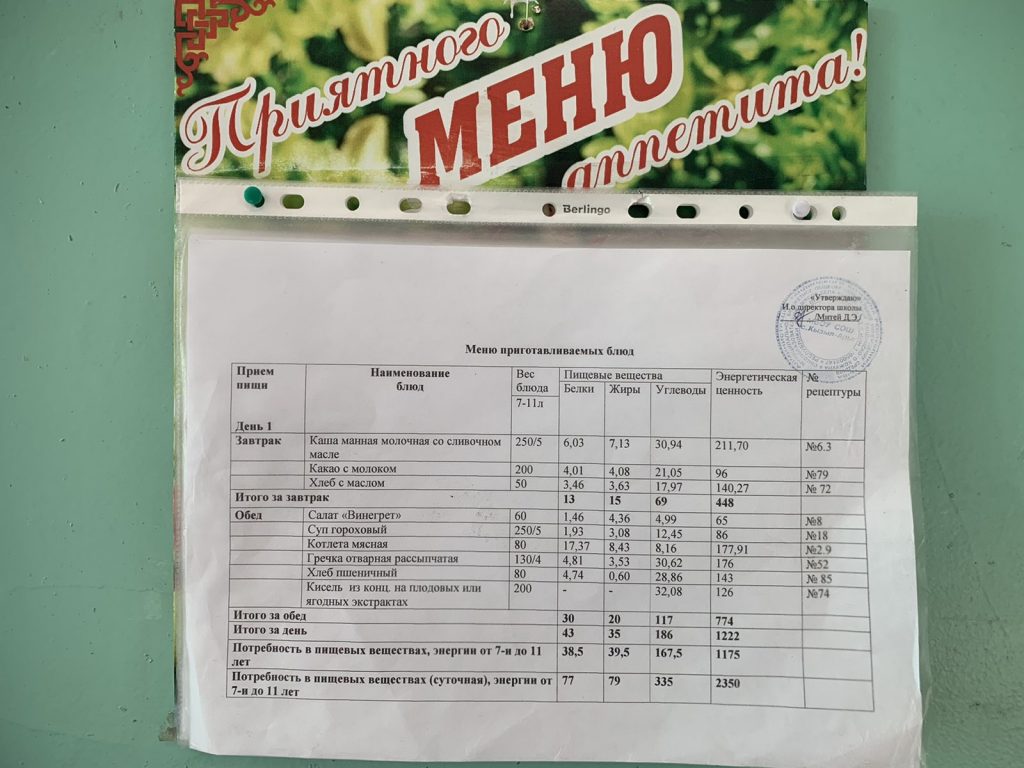 Приятного
МЕНЮ
аппетита!
Berlingo
«Утверждаю»
И.о директора школы
/Митей Д.Э/
Меню приготавливаемых блюд
Прием пищи День 1 Наименование блюд Вес блюда 7-11л Пищевые вещества Белки Жиры Углеводы Энергетическая ценность № рецептуры
Завтрак Каша манная молочная со сливочном 250/5 6,03 7,13 30,94 211,70 №6.3
масле
Какао с молоком 200 4,01 4,08 21,05 96 №79
Хлеб с маслом 50 3,46 3,63 17,97 140,27 № 72
Итого за завтрак 13 15 69 448
Обед Салат «Винегрет» 60 1,46 4,36 4,99 65 №8
Суп гороховый 250/5 1,93 3,08 12,45 86 №18
Котлета мясная 80 17,37 8,43 8,16 177,91 №2.9
Гречка отварная рассыпчатая 130/4 4,81 3,53 30,62 176 №52
Хлеб пшеничный 80 4,74 0,60 28,86 143 № 85
Кисель из конц. на плодовых или 200 - - 32,08 126 №74
ягодных экстрактах
Итого за обед 30 20 117 774
Итого за день 43 35 186 1222
Потребность в пищевых веществах, энергии от 7-и до 11 38,5 39,5 167,5 1175
лет
Потребность в пищевых веществах (суточная), энергии от 77 79 335 2350
7-и до 11 лет